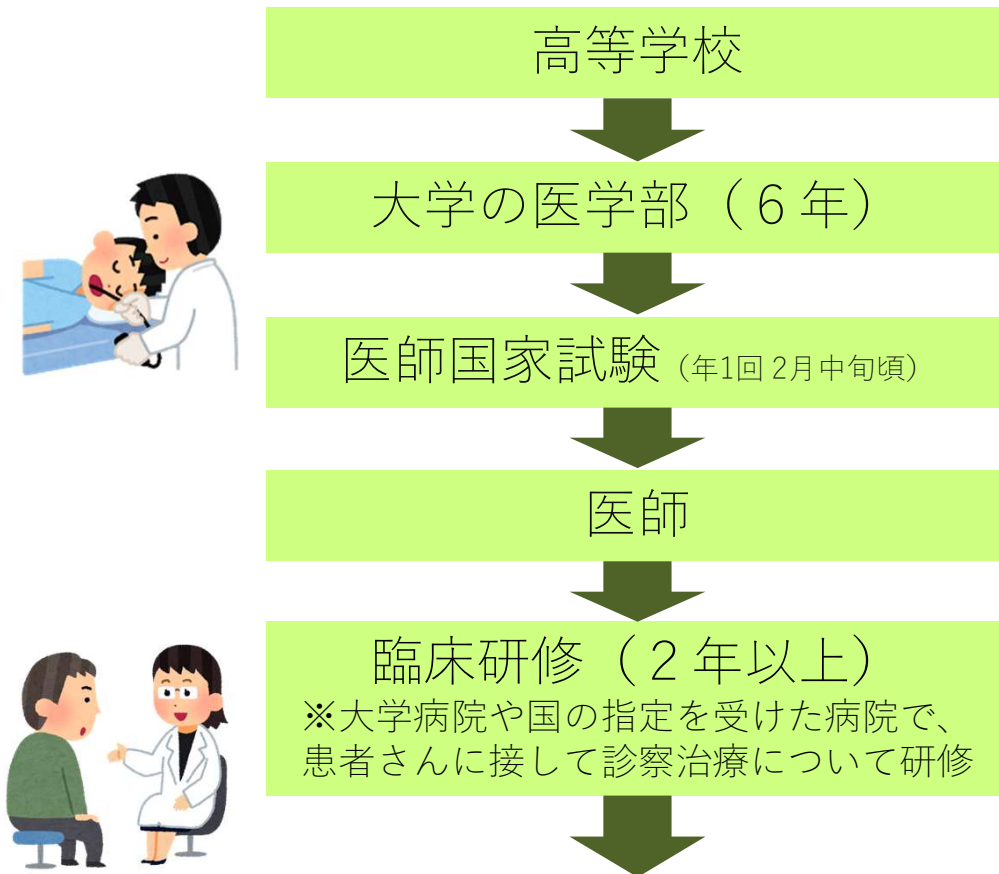 高等学校
大学の医学部（６年）
医師国家試験（年1回 2月中旬頃）
医師
臨床研修（２年以上）
※大学病院や国の指定を受けた病院で、
患者さんに接して診察治療について研修